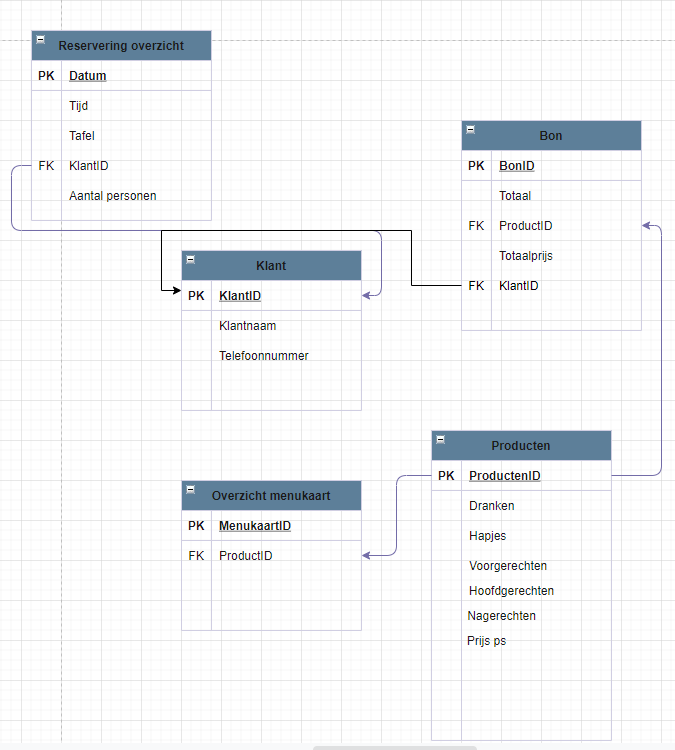 Reservering overzicht
PK Datum
Tijd
Tafel
FK KlantID
Aantal personen
Bon
PK BonID
Totaal
FK ProductID
Totaalprijs
FK KlantID
Klant
PK KlantID
Klantnaam
Telefoonnummer
Producten
PK ProductenID
Dranken
Hapjes
Voorgerechten
Hoofdgerechten
Nagerechten
Prijs ps
Overzicht menukaart
PK MenukaartID
FK ProductID